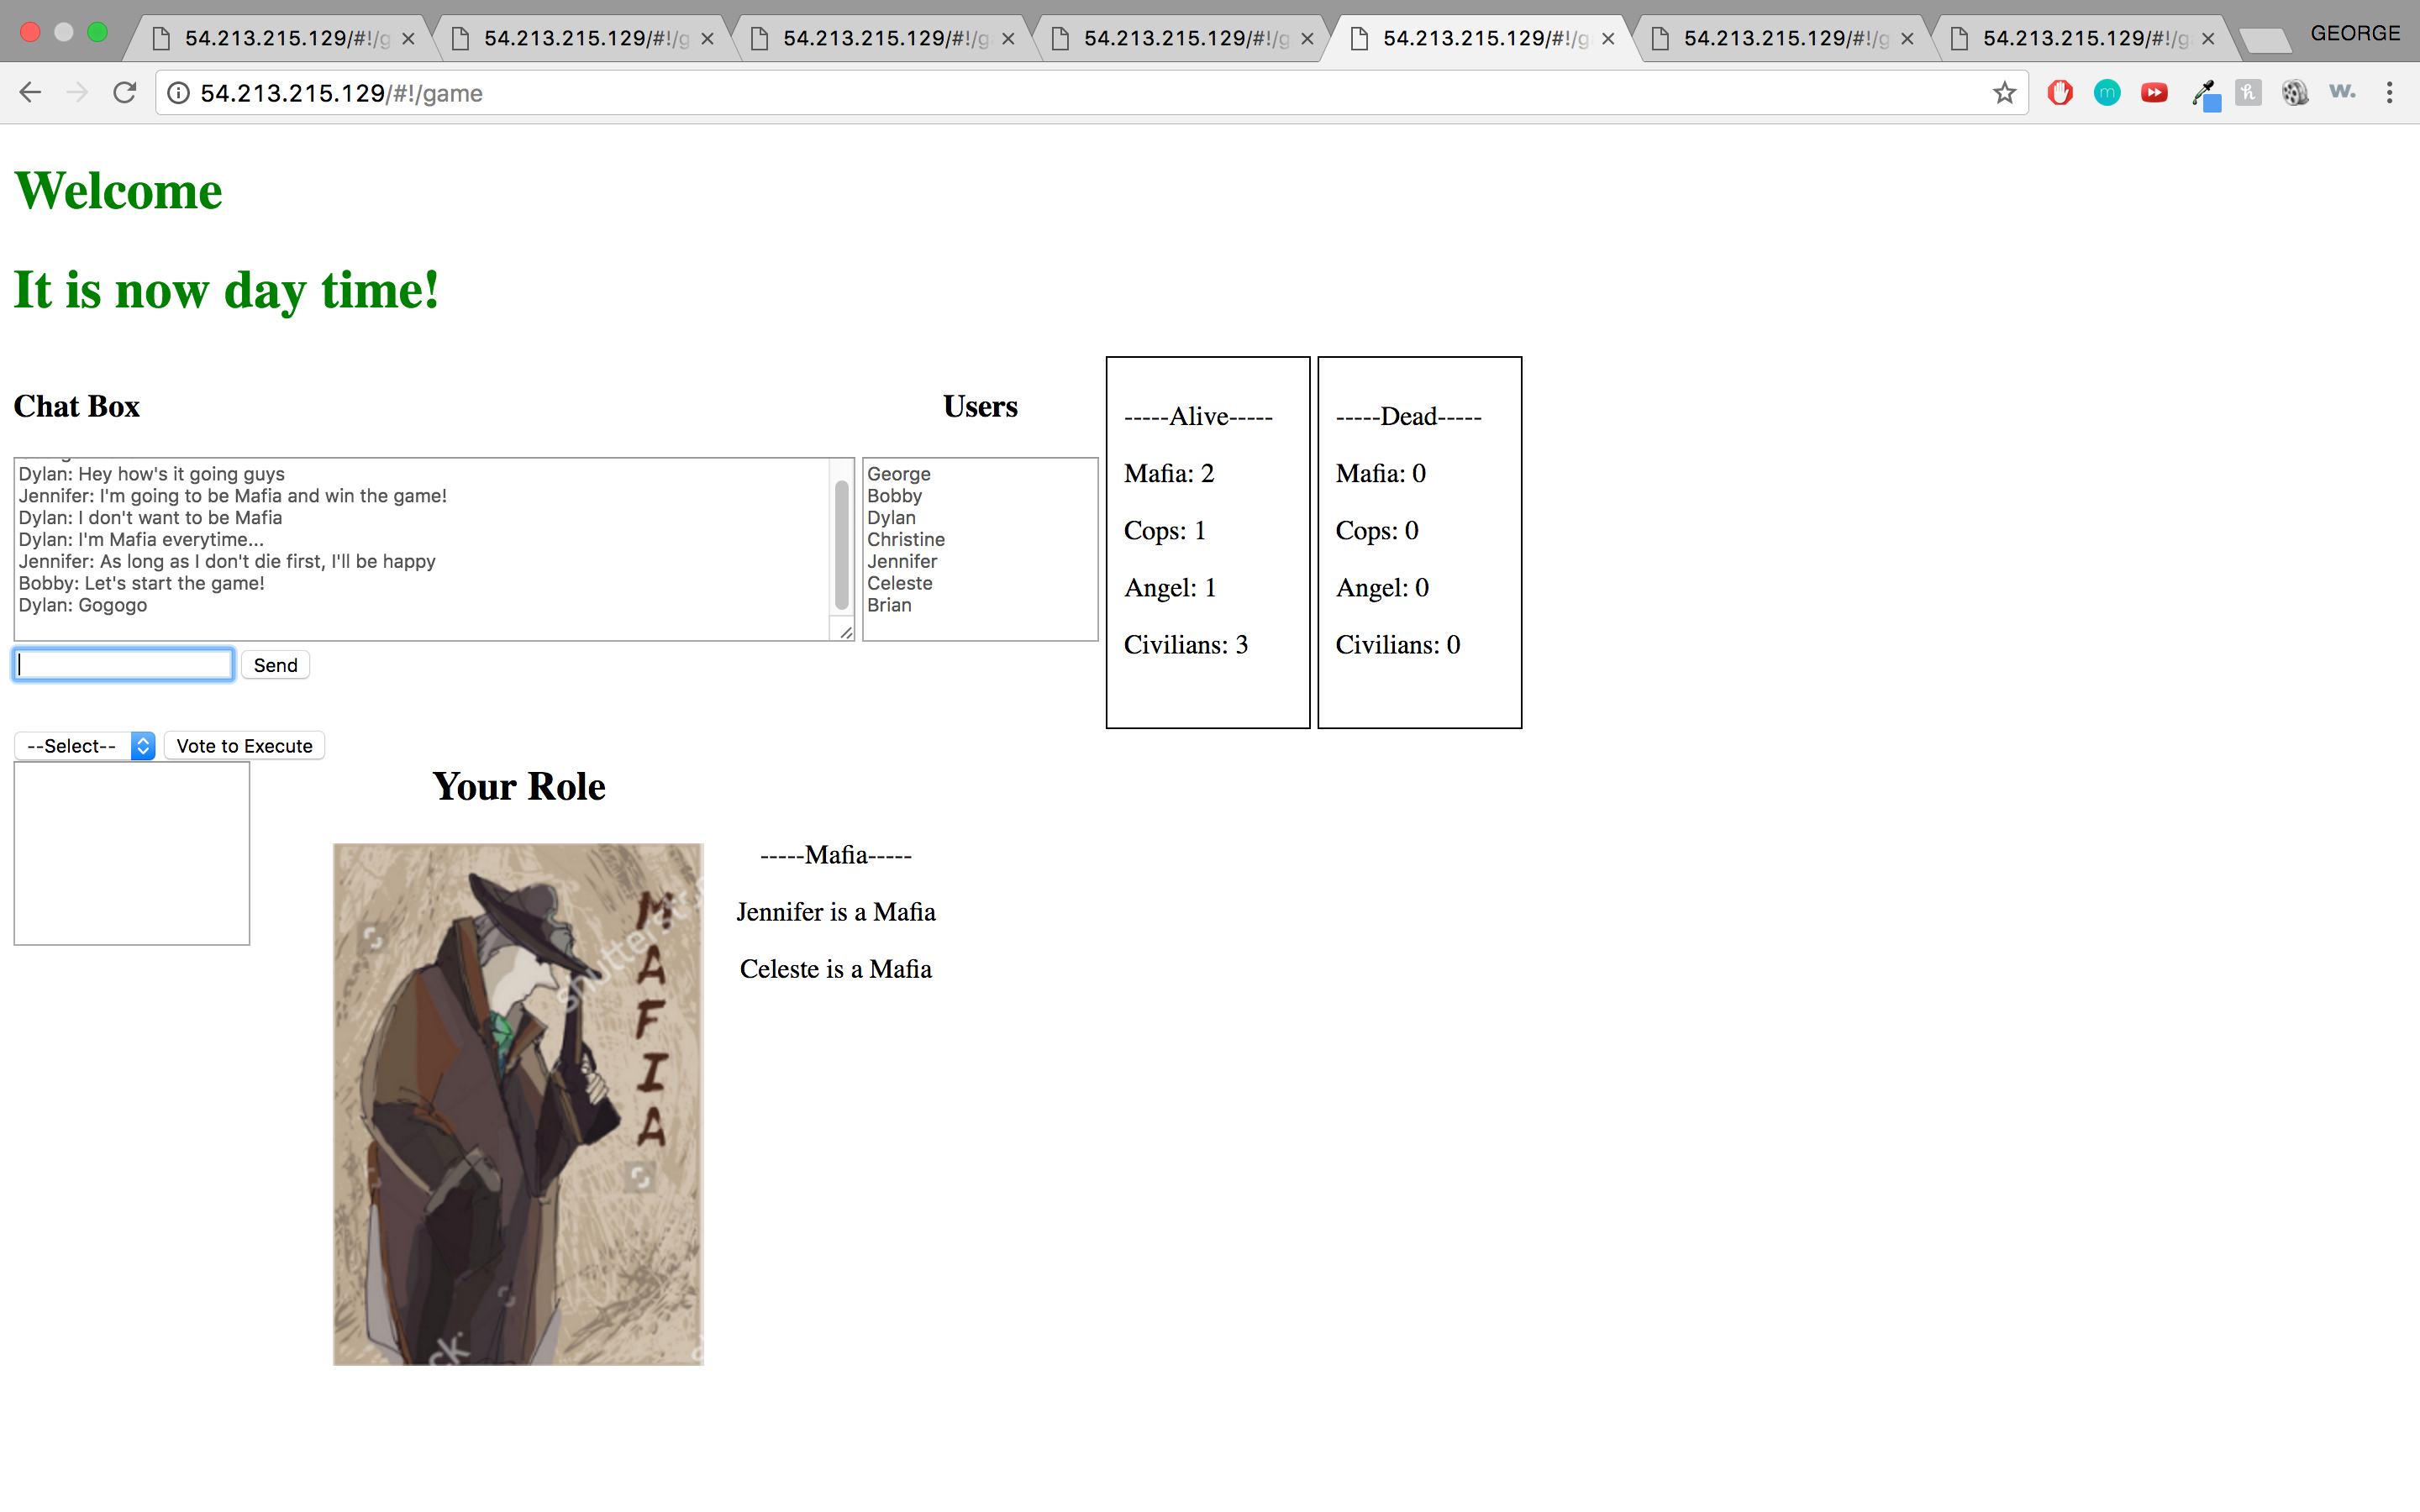 54.213.215.129/#!/g
54.213.215.129/#!/g
54.213.215.129/#!/g
54.213.215.129/#!/g
54.213.215.129/#!/g
54.213.215.129/#!/g
54.213.215.129/#!/g
GEORGE
54.213.215.129/#!/game
Welcome
It is now day time!
Chat Box
Dylan: Hey how's it going guys
Jennifer: I'm going to be Mafia and win the game!
Dylan: I don't want to be Mafia
Dylan: I'm Mafia everytime...
Jennifer: As long as I don't die first, I'll be happy
Bobby: Let's start the game!
Dylan: Gogogo
Send
Users
George
Bobby
Dylan
Christine
Jennifer
Celeste
Brian
-----Alive-----
Mafia: 2
Cops: 1
Angel: 1
Civilians: 3
-----Dead-----
Mafia: 0
Cops: 0
Angel: 0
Civilians: 0
--Select-- Vote to Execute
Your Role
MAFIA
-----Mafia-----
Jennifer is a Mafia
Celeste is a Mafia